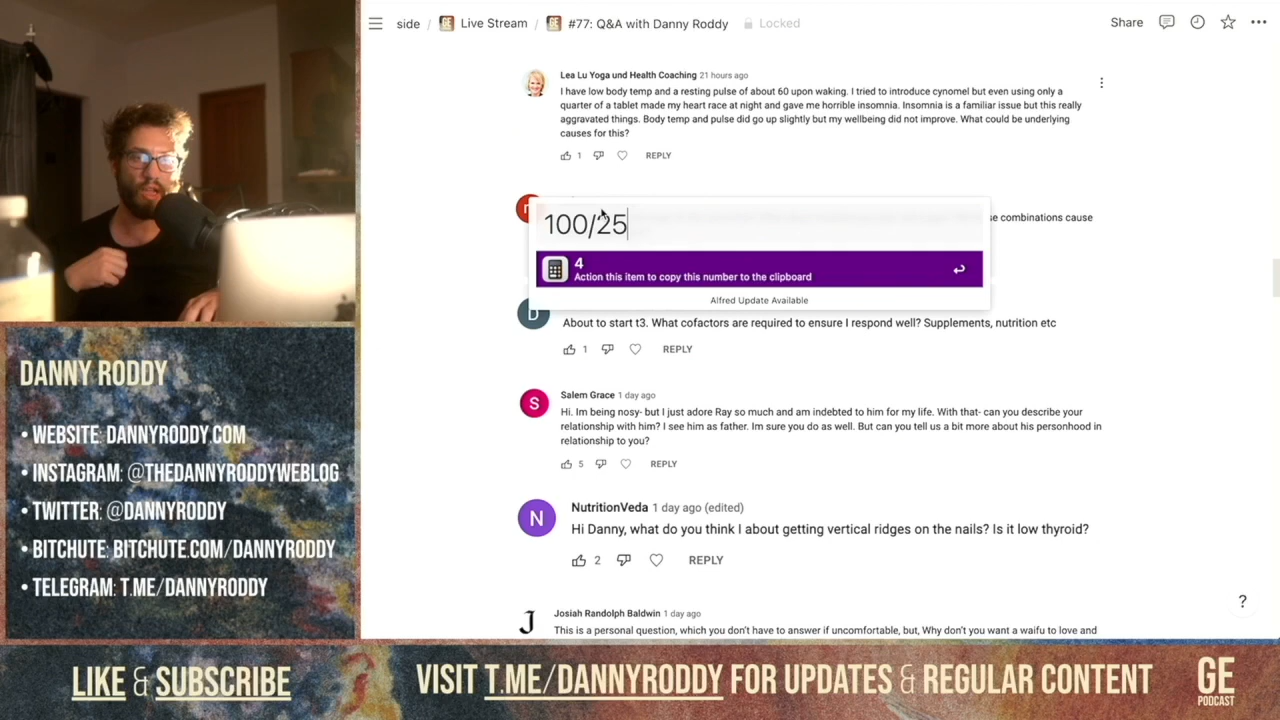 side / Live Stream / #77: Q&A with Danny Roddy Locked
Share
Lea Lu Yoga und Health Coaching 21 hours ago
I have low body temp and a resting pulse of about 60 upon waking. I tried to introduce cynomel but even using only a
quarter of a tablet made my heart race at night and gave me horrible insomnia. Insomnia is a familiar issue but this really
aggravated things. Body temp and pulse did go up slightly but my wellbeing did not improve. What could be underlying
causes for this?
1 REPLY
combinations cause
100/25
4
Action this item to copy this number to the clipboard
Alfred Update Available
D
About to start t3. What cofactors are required to ensure I respond well? Supplements, nutrition etc
1 REPLY
S
Salem Grace 1 day ago
Hi. Im being nosy- but I just adore Ray so much and am indebted to him for my life. With that- can you describe your
relationship with him? I see him as father. Im sure you do as well. But can you tell us a bit more about his personhood in
relationship to you?
5 REPLY
N
NutritionVeda 1 day ago (edited)
Hi Danny, what do you think I about getting vertical ridges on the nails? Is it low thyroid?
2 REPLY
J
Josiah Randolph Baldwin 1 day ago
This is a personal question, which you don't have to answer if uncomfortable, but, Why don't you want a waifu to love and
?
DANNY RODDY
• WEBSITE: DANNYRODDY.COM
• INSTAGRAM: @THEDANNYRODDYWEBLOG
• TWITTER: @DANNYRODDY
• BITCHUTE: BITCHUTE.COM/DANNYRODDY
• TELEGRAM: T.ME/DANNYRODDY
LIKE & SUBSCRIBE
VISIT T.ME/DANNYRODDY FOR UPDATES & REGULAR CONTENT
GE
PODCAST